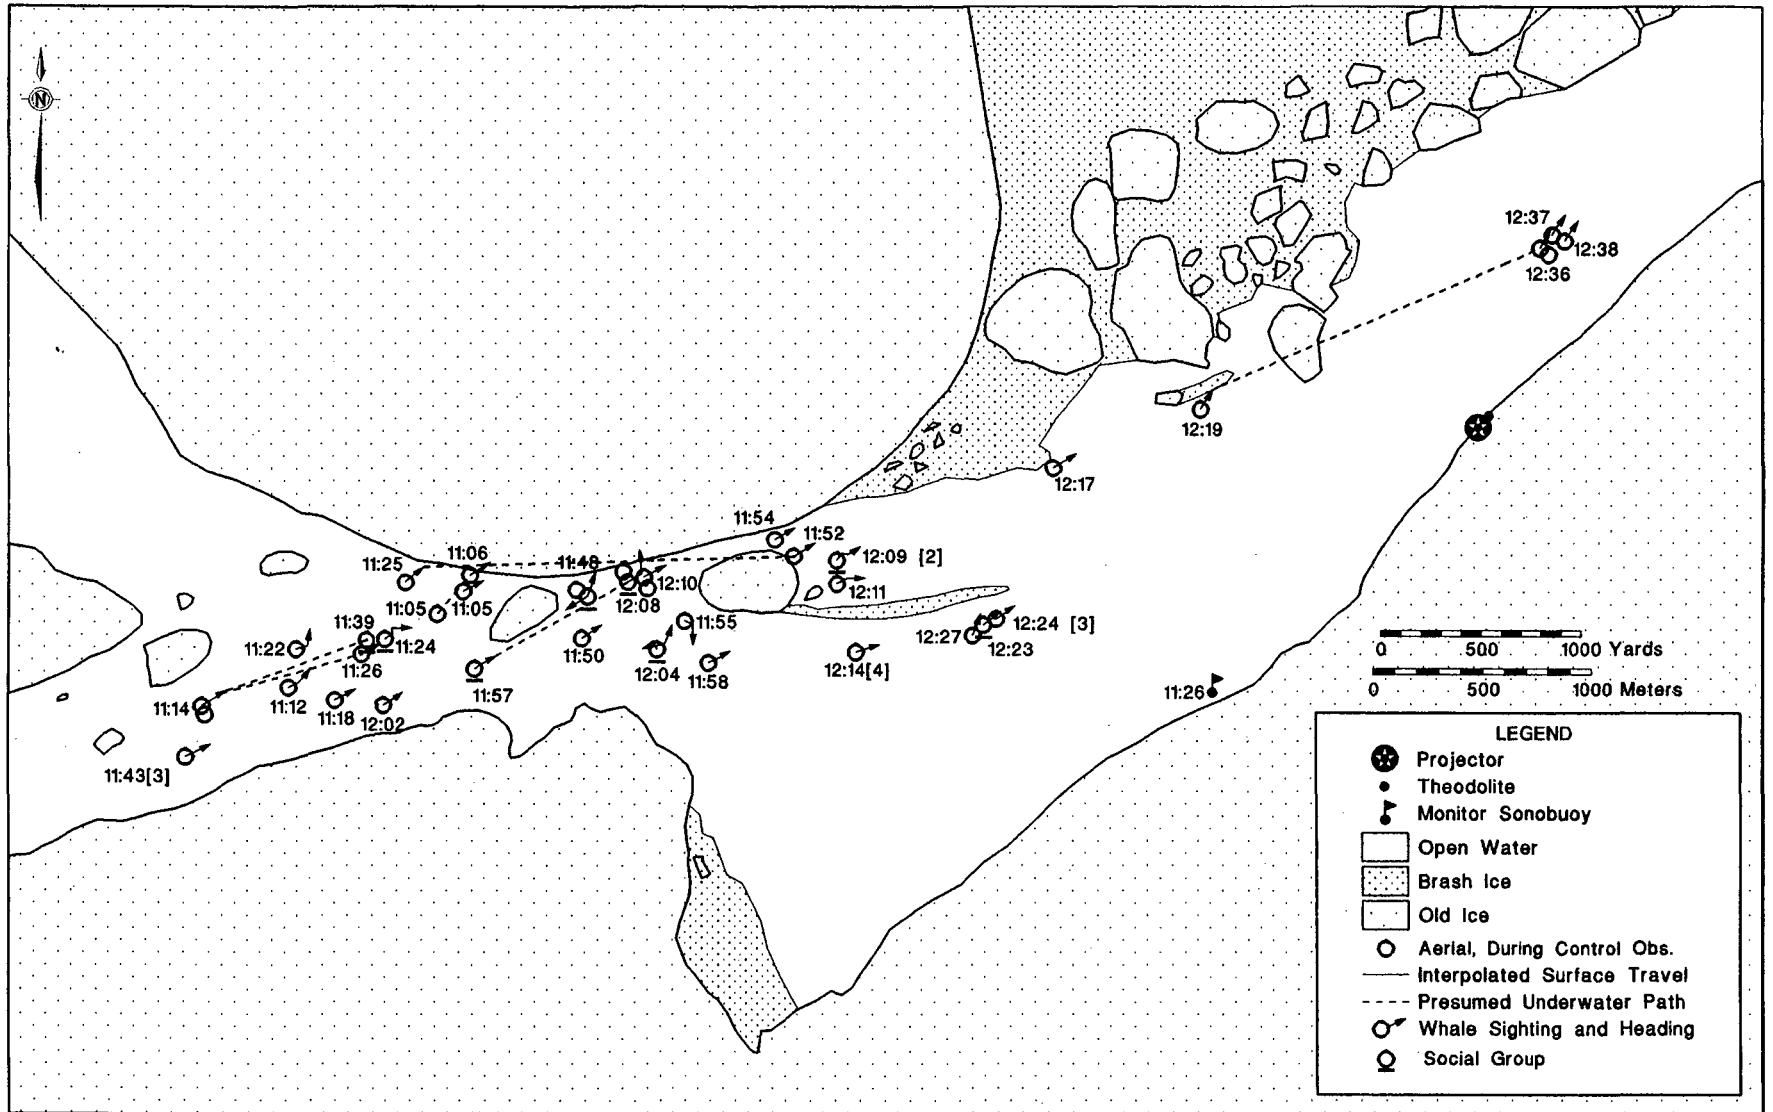 N
12:37
12:38
12:36
12:19
12:17
11:54
11:52
11:06
11:48
12:09 [2]
11:25
12:10
12:11
12:08
11:05
11:05
11:39
11:55
12:24 [3]
11:22
11:24
12:27
12:23
11:26
11:50
12:04
11:58
12:14[4]
11:57
11:14
11:12
11:18
12:02
11:43[3]
11:26
0 500 1000 Yards
0 500 1000 Meters
LEGEND
Projector
Theodolite
Monitor Sonobuoy
Open Water
Brash Ice
Old Ice
Aerial, During Control Obs.
Interpolated Surface Travel
Presumed Underwater Path
Whale Sighting and Heading
Social Group